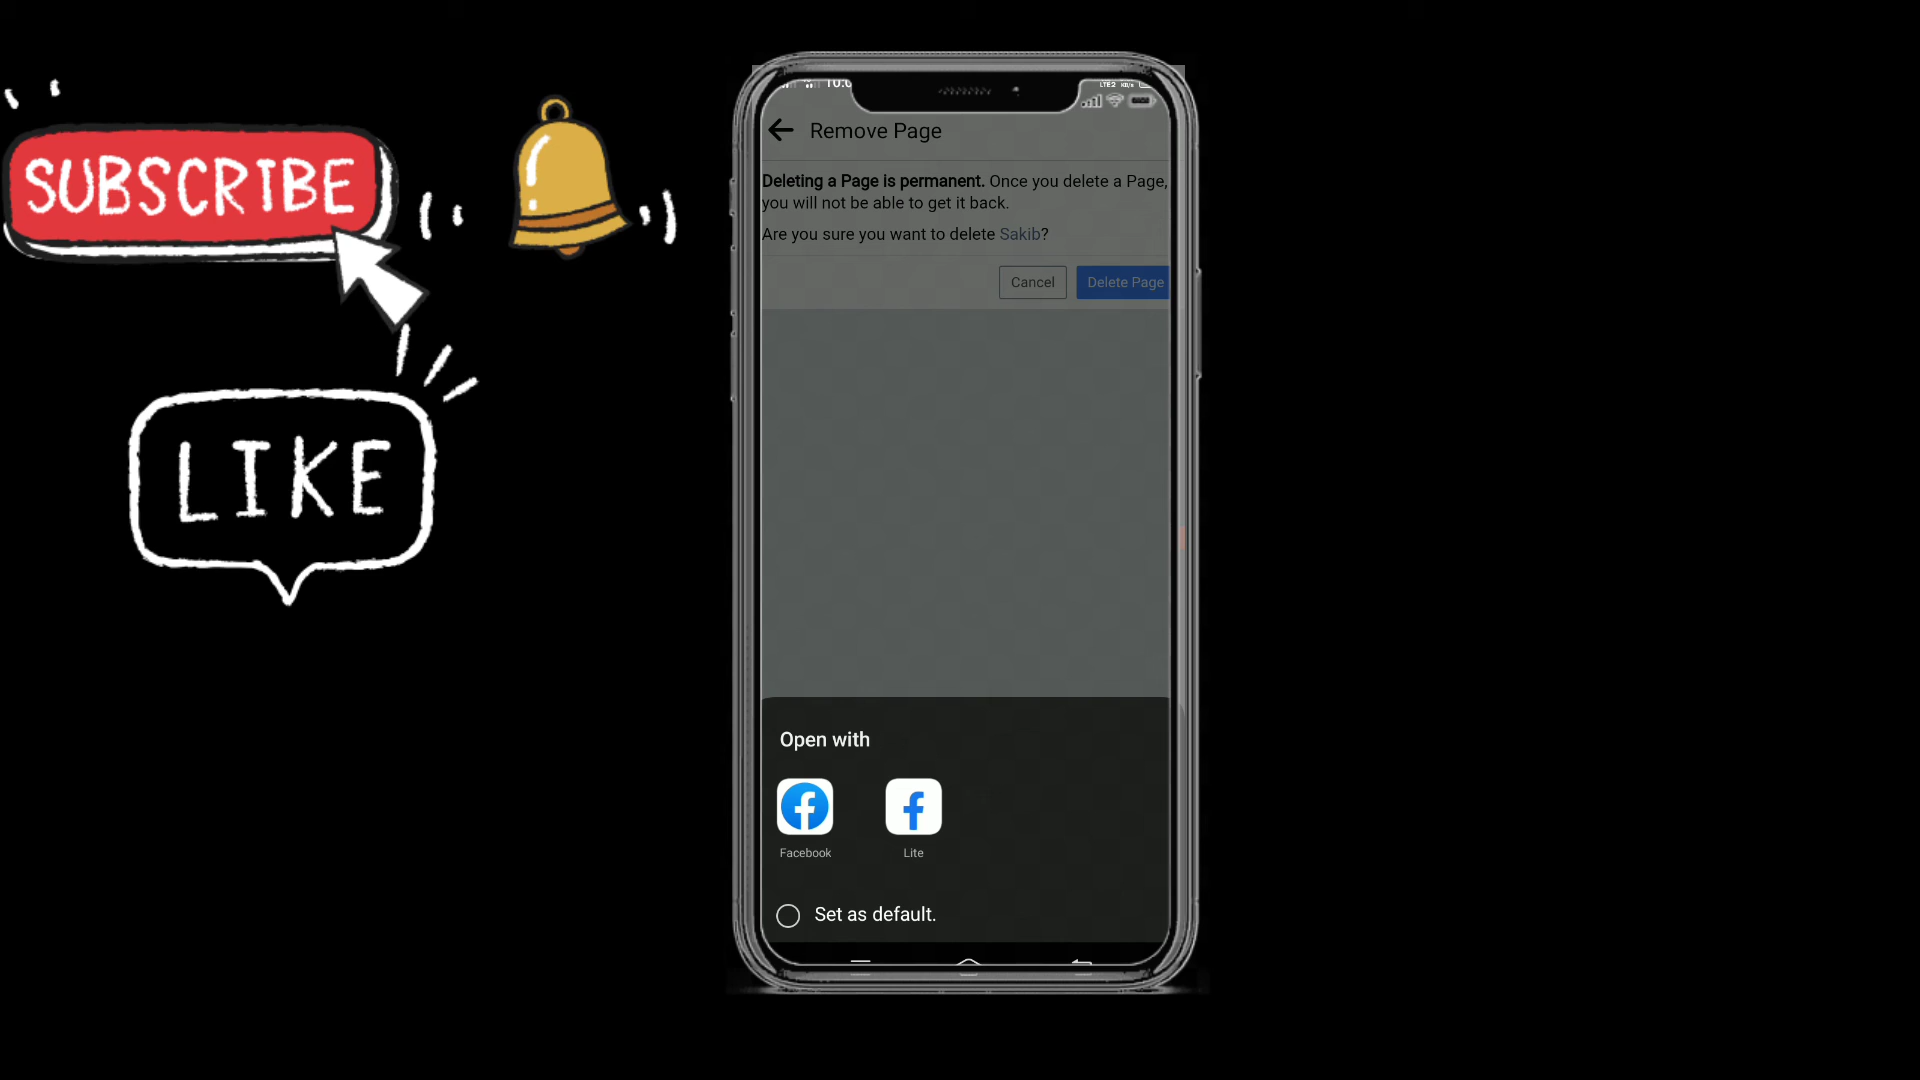 SUBSCRIBE
LIKE
LTE2 KB/s
Remove Page
Deleting a Page is permanent. Once you delete a Page,
you will not be able to get it back.
Are you sure you want to delete Sakib?
Cancel
Delete Page
Open with
Facebook
Lite
Set as default.